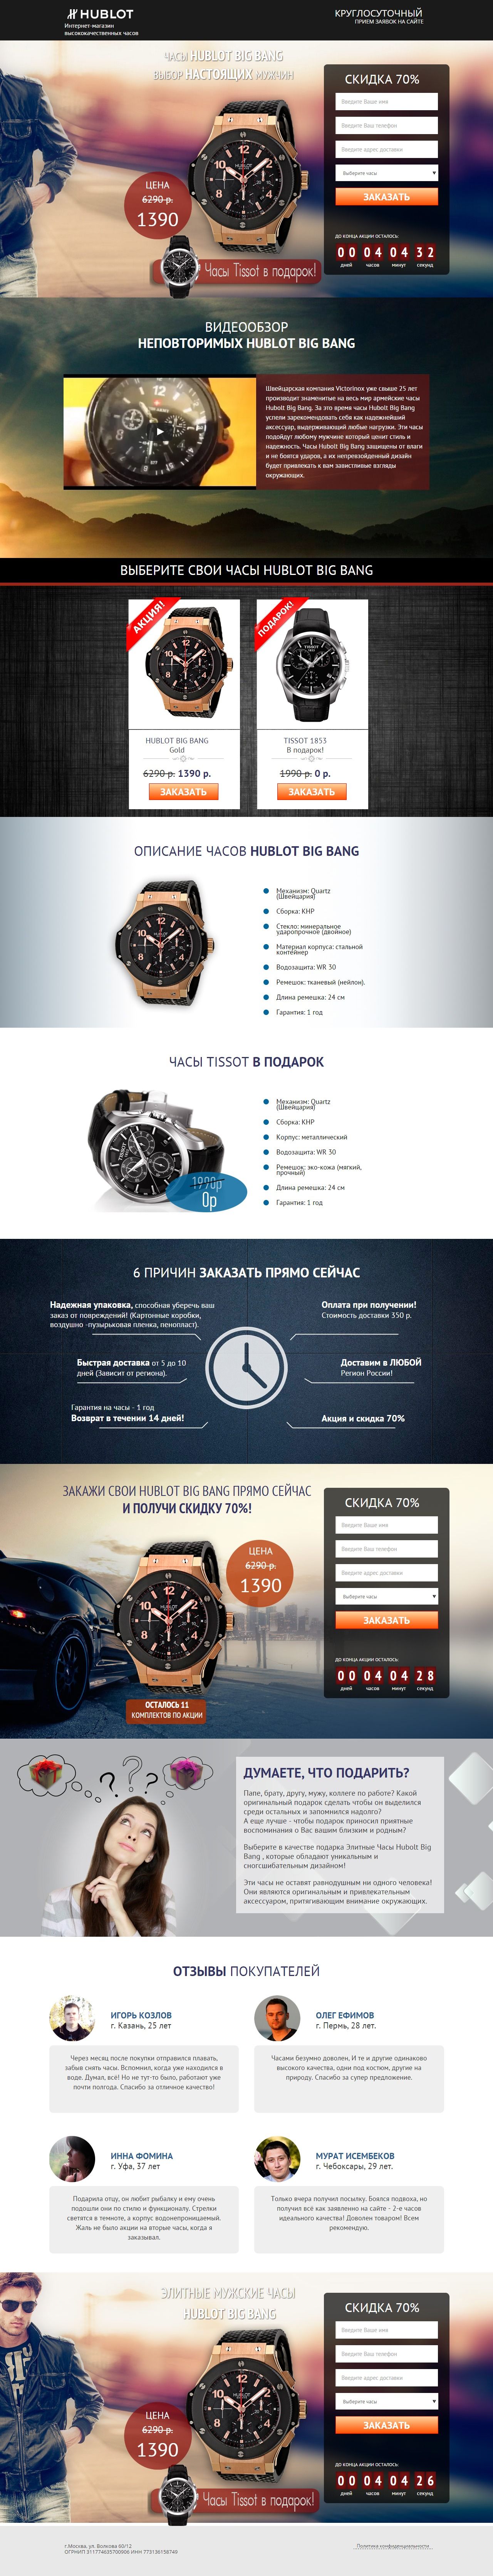 HUBLOT
Интернет-магазин
высококачественных часов
КРУГЛОСУТОЧНЫЙ
ПРИЕМ ЗАЯВОК НА САЙТЕ
ЧАСЫ HUBLOT BIG BANG
ВЫБОР НАСТОЯЩИХ МУЖЧИН
ЦЕНА
6290 р.
1390
Часы Tissot в подарок!
СКИДКА 70%
Введите Ваше имя
Введите Ваш телефон
Введите адрес доставки
Выберите часы
ЗАКАЗАТЬ
ДО КОНЦА АКЦИИ ОСТАЛОСЬ:
00 04 04 32
дней часов минут секунд
ВИДЕООБЗОР
НЕПОВТОРИМЫХ HUBLOT BIG BANG
Швейцарская компания Victorinox уже свыше 25 лет
производит знаменитые на весь мир армейские часы
Hubolt Big Bang. За это время часы Hubolt Big Bang
успели зарекомендовать себя как надежнейший
аксессуар, выдерживающий любые нагрузки. Эти часы
подойдут любому мужчине который ценит стиль и
надежность. Часы Hubolt Big Bang защищены от влаги
и не боятся ударов, а их непревзойденный дизайн
будет привлекать к вам завистливые взгляды
окружающих.
ВЫБЕРИТЕ СВОИ ЧАСЫ HUBLOT BIG BANG
АКЦИЯ!
HUBLOT BIG BANG
Gold
6290 р. 1390 р.
ЗАКАЗАТЬ
ПОДАРОК!
TISSOT 1853
В подарок!
1990 р. 0 р.
ЗАКАЗАТЬ
ОПИСАНИЕ ЧАСОВ HUBLOT BIG BANG
Механизм: Quartz
(Швейцария)
Сборка: КНР
Стекло: минеральное
ударопрочное (двойное)
Материал корпуса: стальной
контейнер
Водозащита: WR 30
Ремешок: тканевый (нейлон).
Длина ремешка: 24 см
Гарантия: 1 год
ЧАСЫ TISSOT В ПОДАРОК
1990р
0р
Механизм: Quartz
(Швейцария)
Сборка: КНР
Корпус: металлический
Водозащита: WR 30
Ремешок: эко-кожа (мягкий,
прочный)
Длина ремешка: 24 см
Гарантия: 1 год
6 ПРИЧИН ЗАКАЗАТЬ ПРЯМО СЕЙЧАС
Надежная упаковка, способная уберечь ваш
заказ от повреждений! (Картонные коробки,
воздушно -пузырьковая пленка, пенопласт).
Оплата при получении!
Стоимость доставки 350 р.
Быстрая доставка от 5 до 10
дней (Зависит от региона).
Доставим в ЛЮБОЙ
Регион России!
Гарантия на часы - 1 год
Возврат в течении 14 дней!
Акция и скидка 70%
ЗАКАЖИ СВОИ HUBLOT BIG BANG ПРЯМО СЕЙЧАС
И ПОЛУЧИ СКИДКУ 70%!
ЦЕНА
6290 р.
1390
ОСТАЛОСЬ 11
КОМПЛЕКТОВ ПО АКЦИИ
СКИДКА 70%
Введите Ваше имя
Введите Ваш телефон
Введите адрес доставки
Выберите часы
ЗАКАЗАТЬ
ДО КОНЦА АКЦИИ ОСТАЛОСЬ:
00 04 04 28
дней часов минут секунд
ДУМАЕТЕ, ЧТО ПОДАРИТЬ?
Папе, брату, другу, мужу, коллеге по работе? Какой
оригинальный подарок сделать чтобы он выделился
среди остальных и запомнился надолго?
А еще лучше - чтобы подарок приносил приятные
воспоминания о Вас вашим близким и родным?
Выберите в качестве подарка Элитные Часы Hubolt Big
Bang , которые обладают уникальным и
сногсшибательным дизайном!
Эти часы не оставят равнодушным ни одного человека!
Они являются оригинальным и привлекательным
аксессуаром, притягивающим внимание окружающих.
ОТЗЫВЫ ПОКУПАТЕЛЕЙ
ИГОРЬ КОЗЛОВ
г. Казань, 25 лет
Через месяц после покупки отправился плавать,
забыв снять часы. Вспомнил, когда уже находился в
воде. Думал, всё! Но не тут-то было, работают уже
почти полгода. Спасибо за отличное качество!
ОЛЕГ ЕФИМОВ
г. Пермь, 28 лет.
Часами безумно доволен. И те и другие одинаково
высокого качества, одни под костюм, другие на
природу. Спасибо за супер предложение.
ИННА ФОМИНА
г. Уфа, 37 лет
Подарила отцу, он любит рыбалку и ему очень
подошли они по стилю и функционалу. Стрелки
светятся в темноте, а корпус водонепроницаемый.
Жаль не было акции на вторые часы, когда я
заказывал.
МУРАТ ИСЕМБЕКОВ
г. Чебоксары, 29 лет.
Только вчера получил посылку. Боялся подвоха, но
получил всё как заявленно на сайте - 2-е часов
идеального качества! Доволен товаром! Всем
рекомендую.
ЭЛИТНЫЕ МУЖСКИЕ ЧАСЫ
HUBLOT BIG BANG
ЦЕНА
6290 р.
1390
Часы Tissot в подарок!
СКИДКА 70%
Введите Ваше имя
Введите Ваш телефон
Введите адрес доставки
Выберите часы
ЗАКАЗАТЬ
ДО КОНЦА АКЦИИ ОСТАЛОСЬ:
00 04 04 26
дней часов минут секунд
г.Москва, ул. Волкова 60/12
ОГРНИП 311774635700906 ИНН 773136158749
Политика конфиденциальности